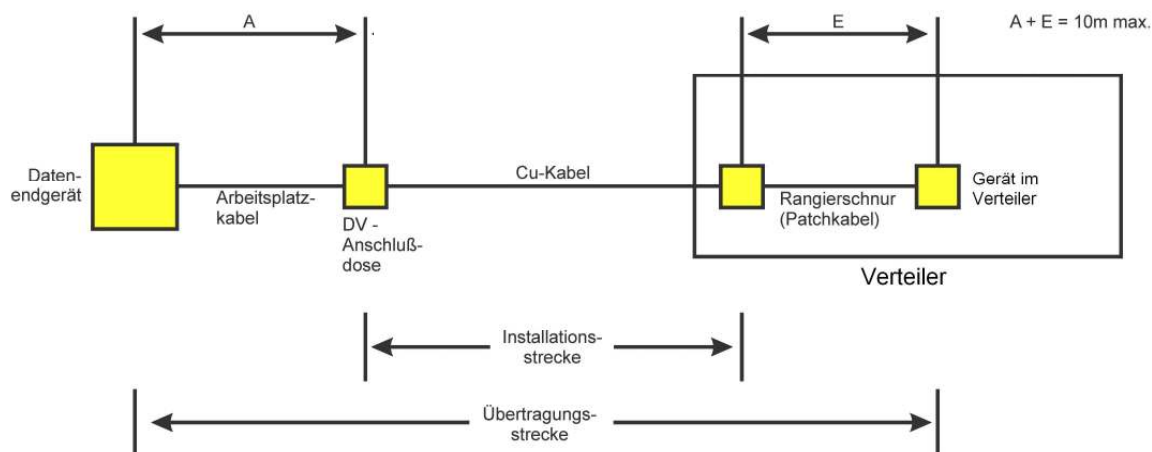 A
E
A + E = 10m max.
Daten-
endgerät
Arbeitsplatz-
kabel
DV -
Anschluß-
dose
Cu-Kabel
Rangierschnur
(Patchkabel)
Gerät im
Verteiler
Verteiler
Installations-
strecke
Übertragungs-
strecke